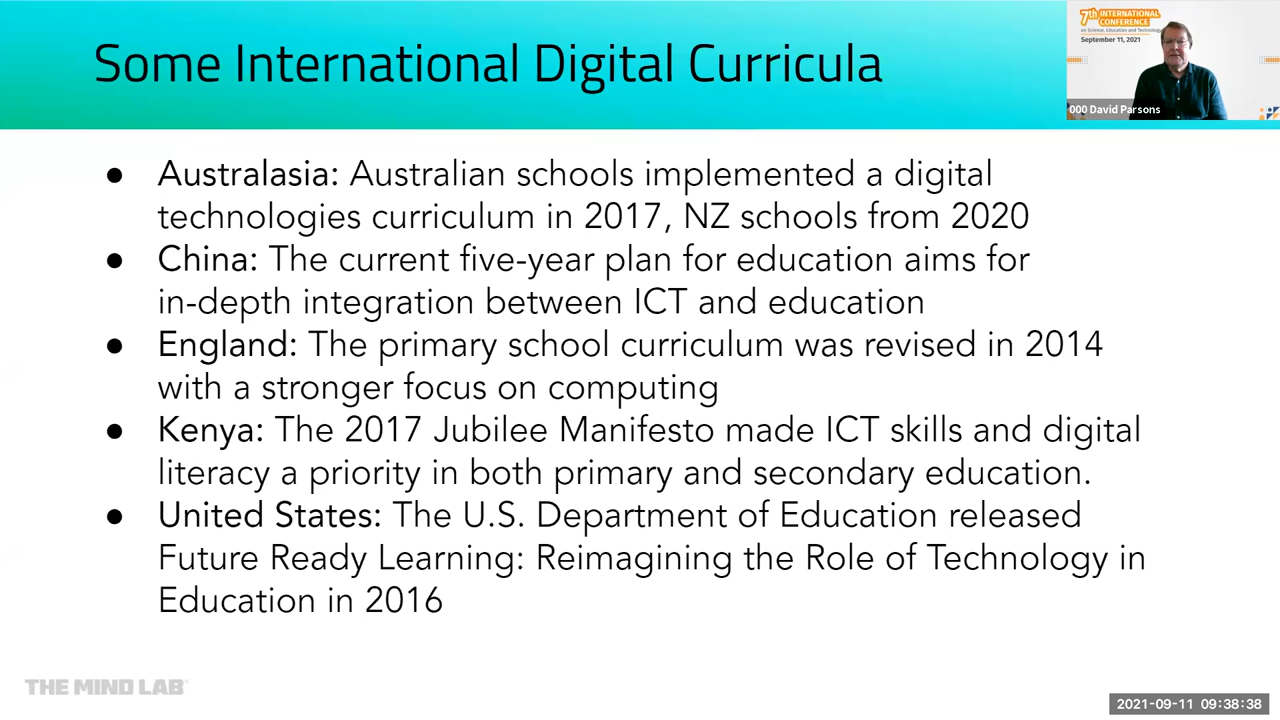 Some International Digital Curricula
7th INTERNATIONAL
CONFERENCE
on Science, Education and Technology
September 11, 2021
000 David Parsons
● Australasia: Australian schools implemented a digital
technologies curriculum in 2017, NZ schools from 2020
● China: The current five-year plan for education aims for
in-depth integration between ICT and education
● England: The primary school curriculum was revised in 2014
with a stronger focus on computing
● Kenya: The 2017 Jubilee Manifesto made ICT skills and digital
literacy a priority in both primary and secondary education.
● United States: The U.S. Department of Education released
Future Ready Learning: Reimagining the Role of Technology in
Education in 2016
THE MIND LAB
2021-09-11 09:38:38